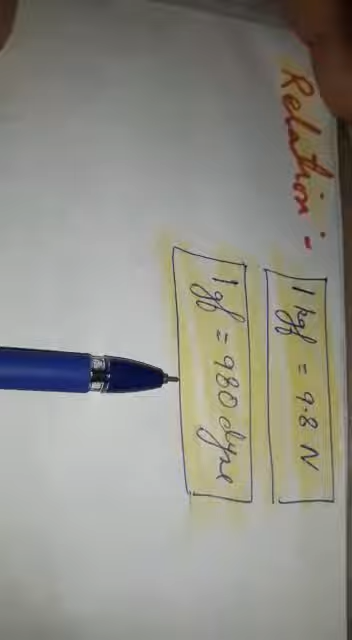 Relation:-
1 kgf = 9.8 N
1 gf = 980 dyne